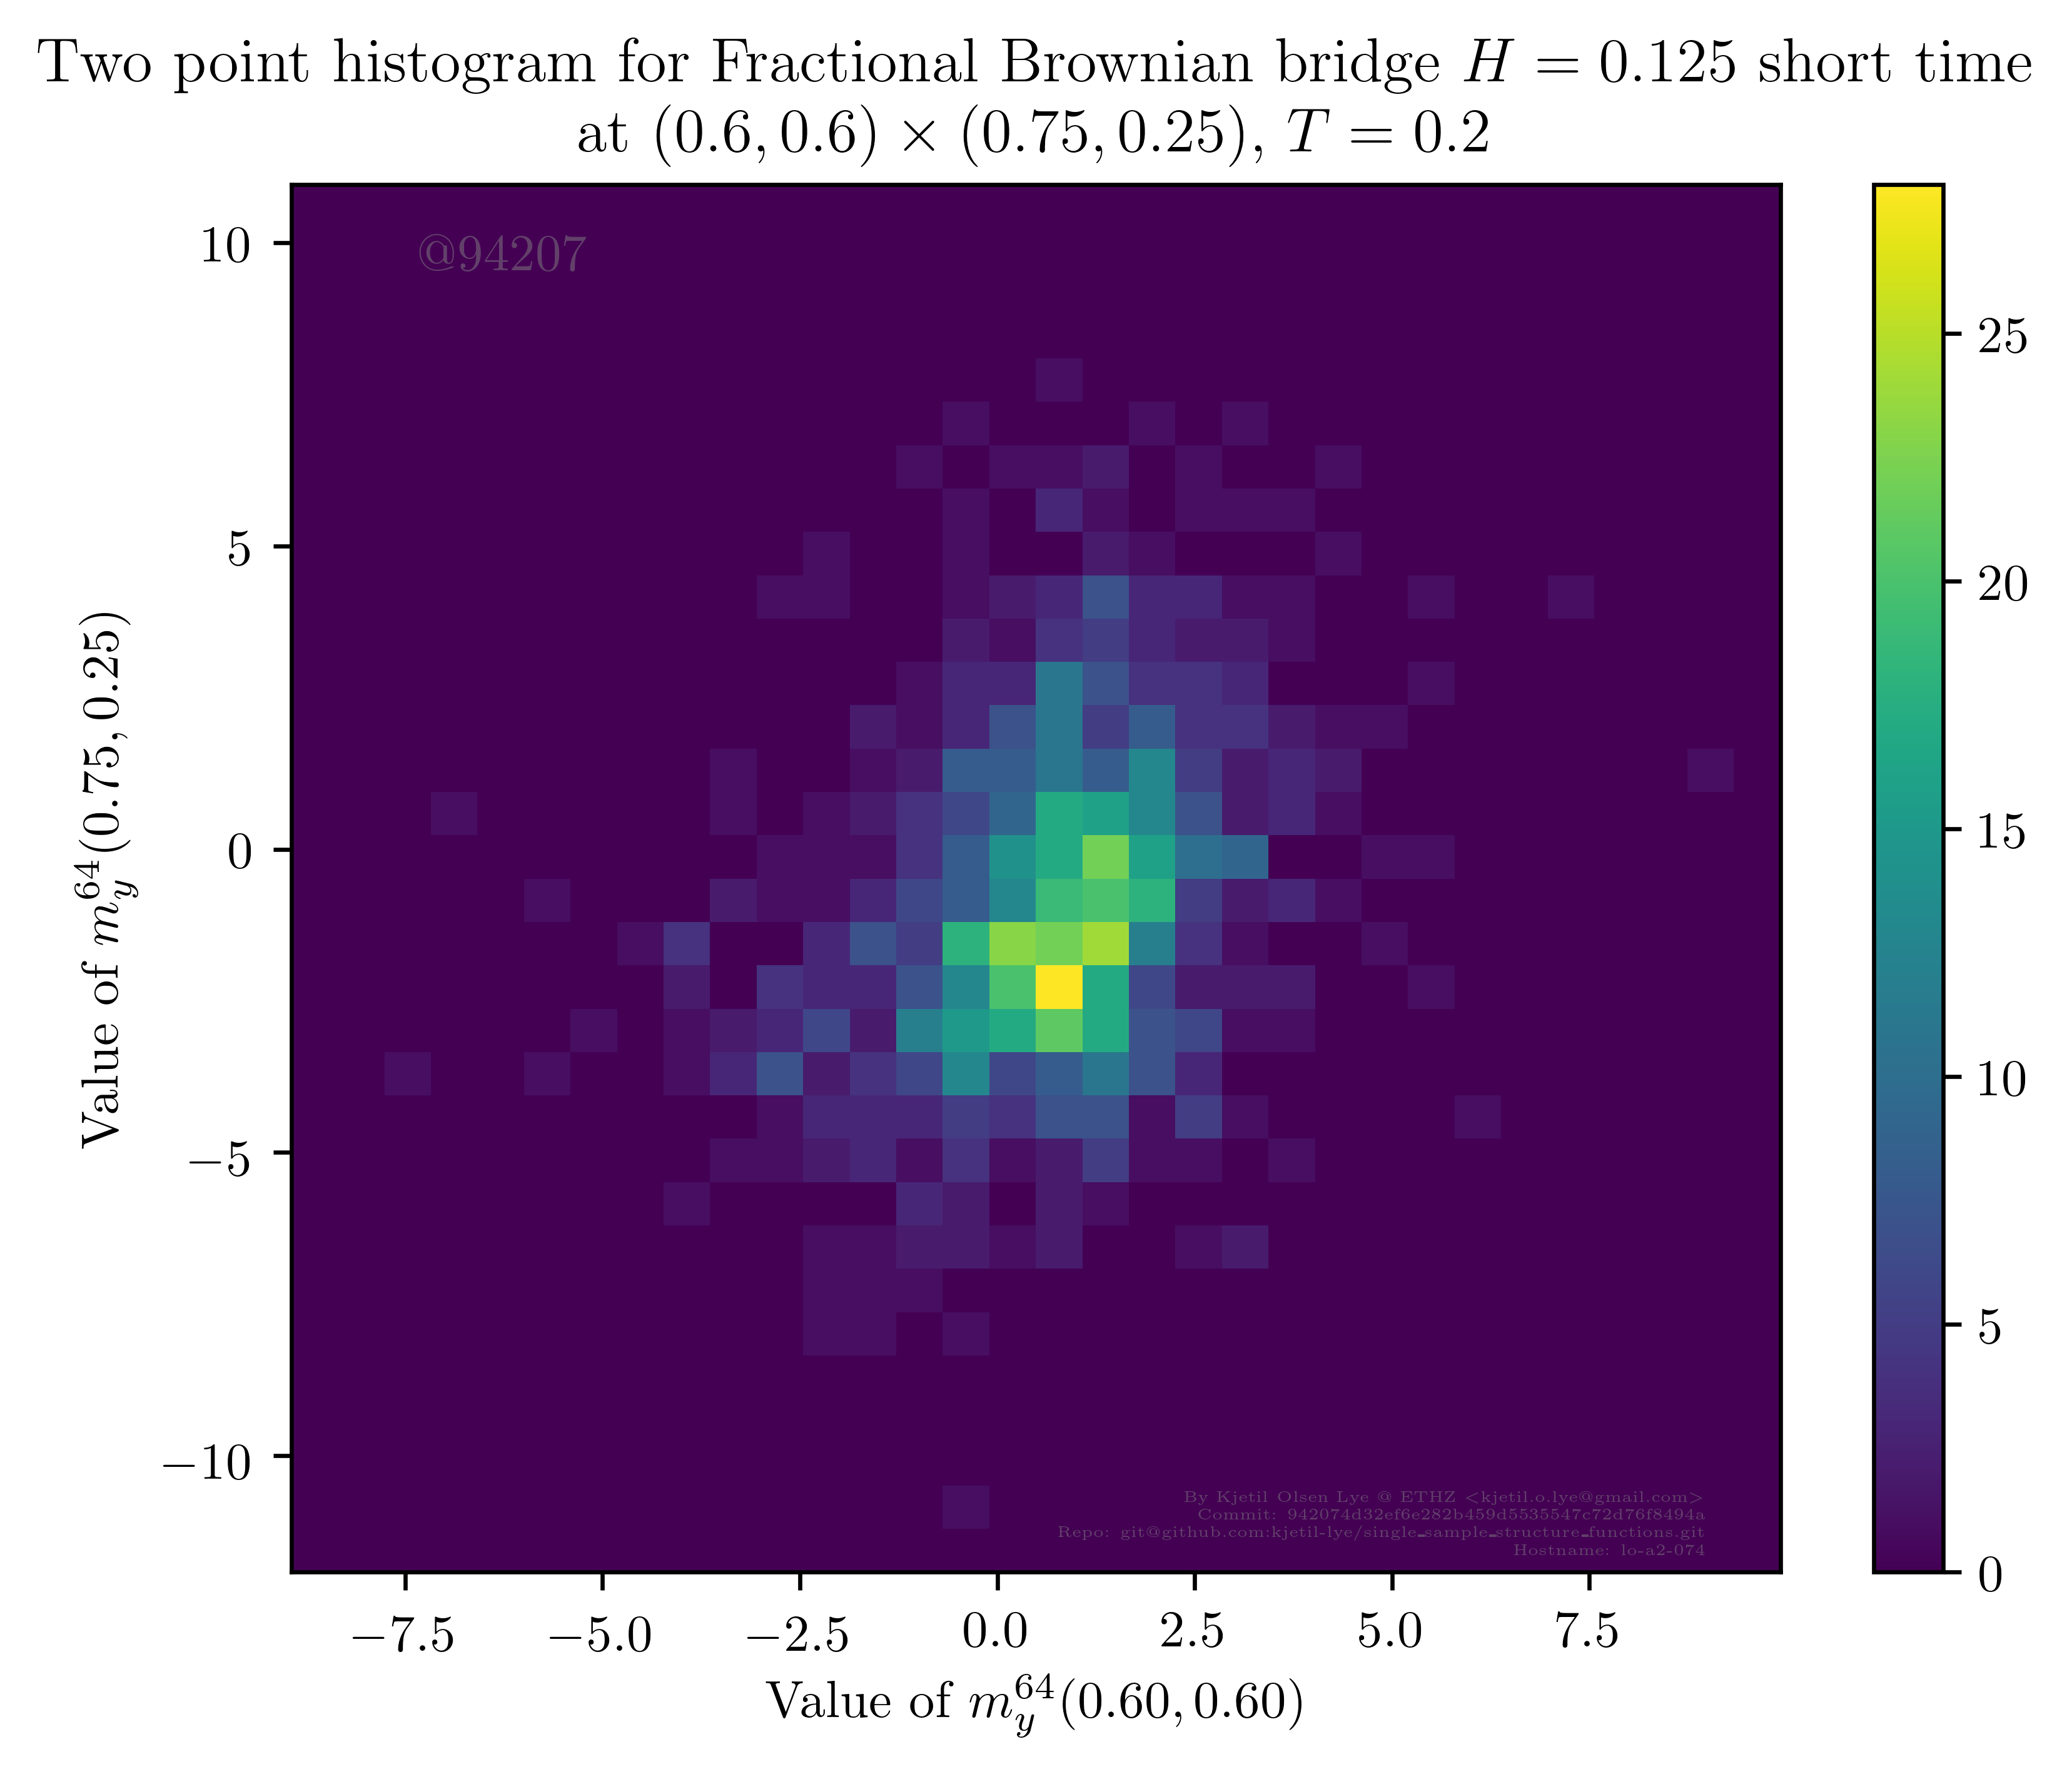 Two point histogram for Fractional Brownian bridge H = 0.125 short time
at (0.6, 0.6) × (0.75, 0.25), T = 0.2
@94207
10
5
0
−5
−10
Value of m_y^{64}(0.75, 0.25)
−7.5 −5.0 −2.5 0.0 2.5 5.0 7.5
Value of m_y^{64}(0.60, 0.60)
25
20
15
10
5
0
By Kjetil Olsen Lye @ ETHZ <kjetil.o.lye@gmail.com>
Commit: 942074d32ef6e282b459d5535547c72d76f8494a
Repo: git@github.com:kjetil-lye/single_sample_structure_functions.git
Hostname: lo-a2-074